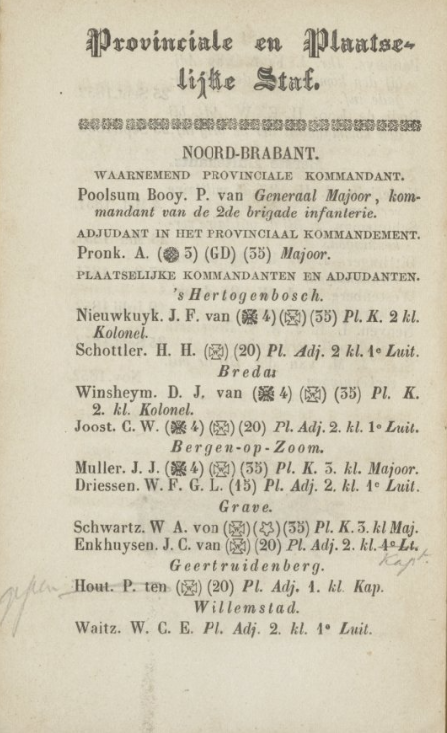 Provinciale en Plaatse-
lijke Staf.
NOORD-BRABANT.
WAARNEMEND PROVINCIALE KOMMANDANT.
Poolsum Booy. P. van Generaal Majoor, kom-
mandant van de 2de brigade infanterie.
ADJUDANT IN HET PROVINCIAAL KOMMANDEMENT.
Pronk. A. ( 3) (GD) (35) Majoor.
PLAATSELIJKE KOMMANDANTEN EN ADJUDANTEN.
's Hertogenbosch.
Nieuwkuyk. J. F. van ( 4) ( ) (35) Pl. K. 2 kl.
Kolonel.
Schottler. H. H. ( ) (20) Pl. Adj. 2 kl. 1e Luit.
Breda
Winsheym. D. J. van ( 4) ( ) (35) Pl. K.
2. kl. Kolonel.
Joost. C. W. ( 4) ( ) (20) Pl. Adj. 2. kl. 1e Luit.
Bergen-op-Zoom.
Muller. J. J. ( 4) ( ) (35) Pl. K. 3. kl. Majoor.
Driessen. W. F. G. L. (15) Pl. Adj. 2. kl. 1e Luit.
Grave.
Schwartz. W A. von ( ) ( ) (35) Pl. K. 3. kl Maj.
Enkhuysen. J. C. van ( ) (20) Pl. Adj. 2. kl. 1e Lt.
Kapt.
Geertruidenberg.
Hout. P. ten ( ) (20) Pl. Adj. 1. kl Kap.
Willemstad.
Waitz. W. C. E. Pl. Adj. 2. kl. 1e Luit.